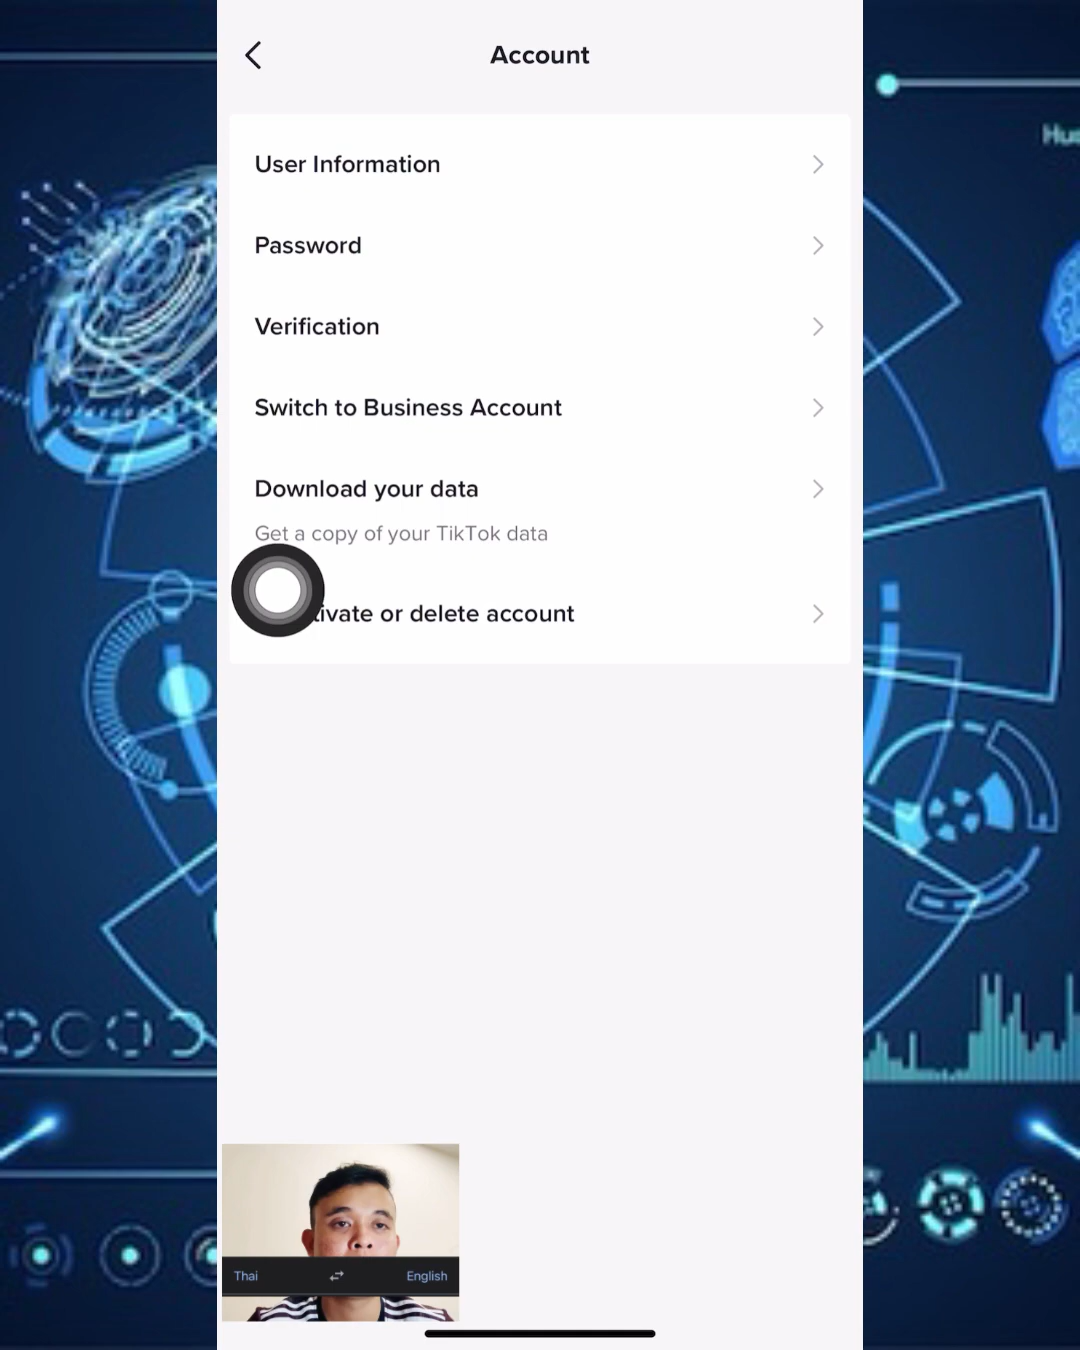 Account
User Information
Password
Verification
Switch to Business Account
Download your data
Get a copy of your TikTok data
tivate or delete account
Thai
English